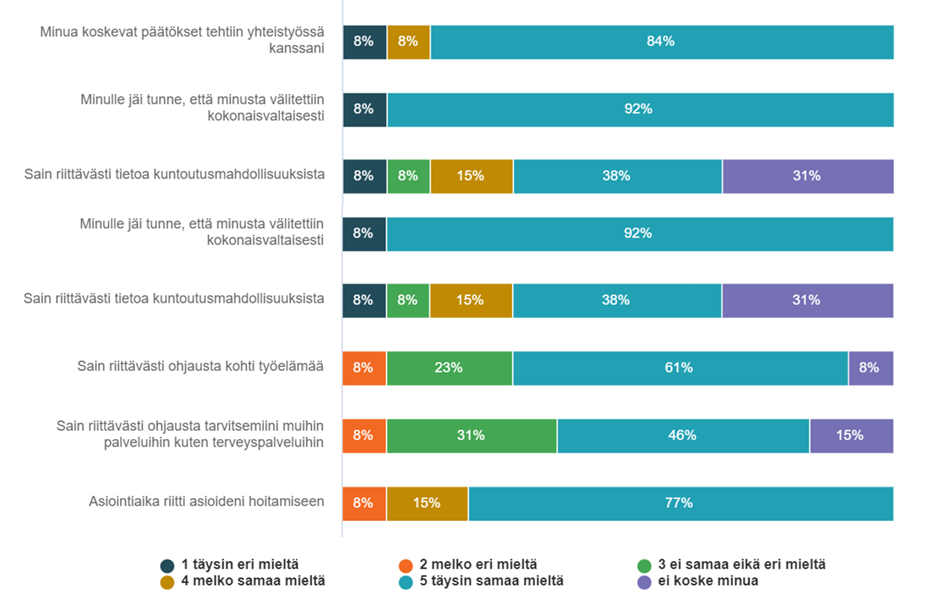 Minua koskevat päätökset tehtiin yhteistyössä
kanssani
8% 8% 84%
Minulle jäi tunne, että minusta välitettiin
kokonaisvaltaisesti
8% 92%
Sain riittävästi tietoa kuntoutusmahdollisuuksista
8% 8% 15% 38% 31%
Minulle jäi tunne, että minusta välitettiin
kokonaisvaltaisesti
8% 92%
Sain riittävästi tietoa kuntoutusmahdollisuuksista
8% 8% 15% 38% 31%
Sain riittävästi ohjausta kohti työelämää
8% 23% 61% 8%
Sain riittävästi ohjausta tarvitsemiini muihin
palveluihin kuten terveyspalveluihin
8% 31% 46% 15%
Asiointiaika riitti asioideni hoitamiseen
8% 15% 77%
1 täysin eri mieltä 2 melko eri mieltä 3 ei samaa eikä eri mieltä
4 melko samaa mieltä 5 täysin samaa mieltä ei koske minua